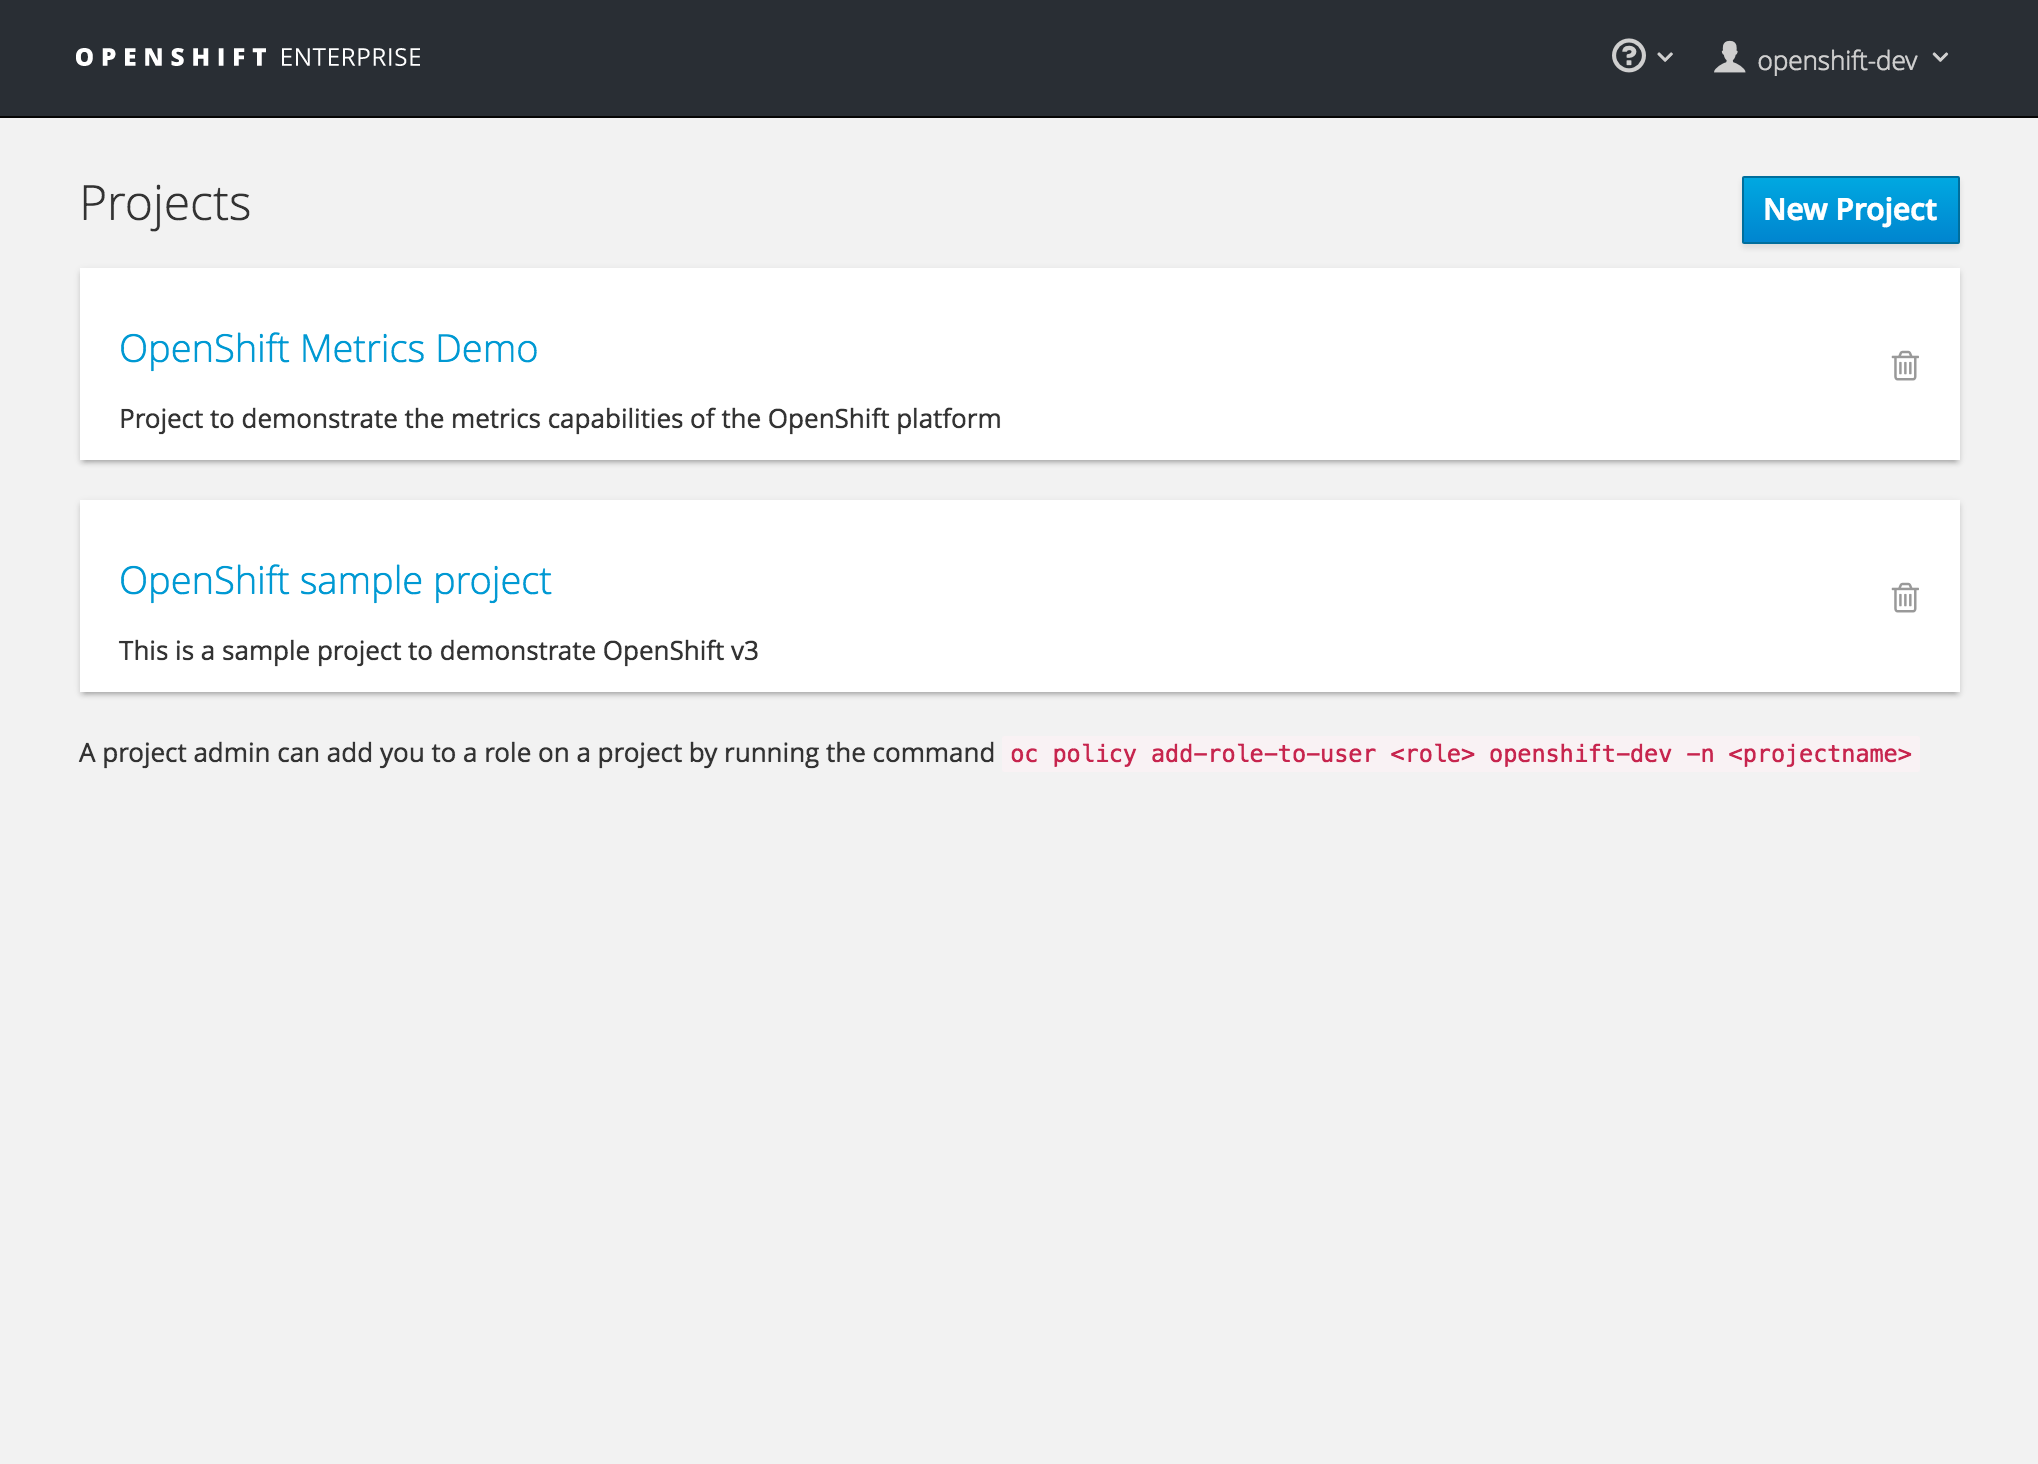 OPENSHIFT ENTERPRISE
openshift-dev
Projects
New Project
OpenShift Metrics Demo
Project to demonstrate the metrics capabilities of the OpenShift platform
OpenShift sample project
This is a sample project to demonstrate OpenShift v3
A project admin can add you to a role on a project by running the command oc policy add-role-to-user <role> openshift-dev -n <projectname>